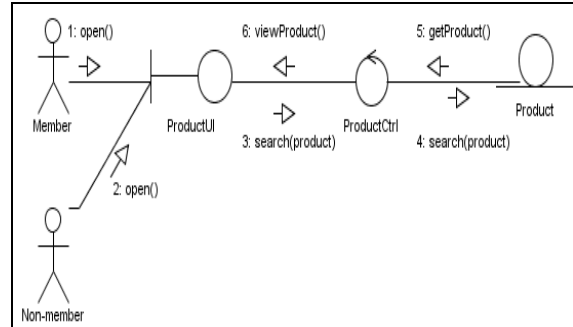 1: open()
6: viewProduct()
5: getProduct()
Member
ProductUI
ProductCtrl
Product
3: search(product)
4: search(product)
2: open()
Non-member